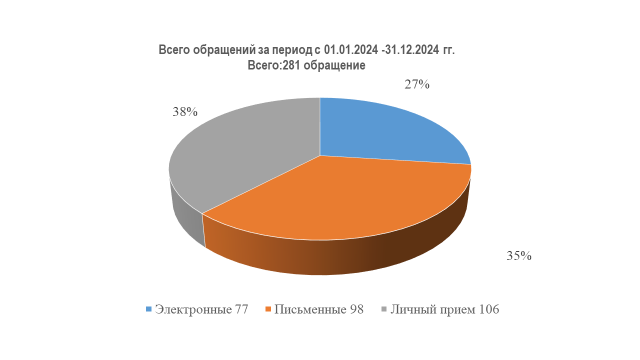 Всего обращений за период с 01.01.2024 -31.12.2024 гг.
Всего:281 обращение
27%
38%
35%
Электронные 77 Письменные 98 Личный прием 106